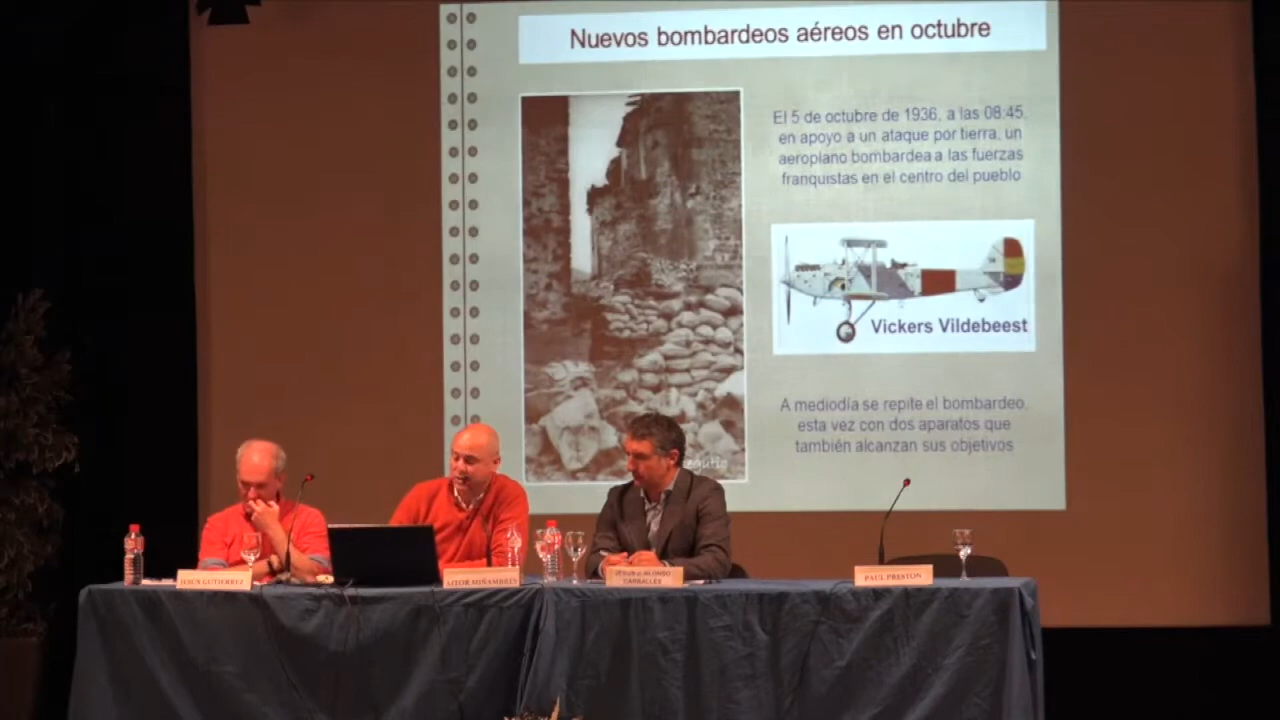 Nuevos bombardeos aéreos en octubre
El 5 de octubre de 1936, a las 08:45,
en apoyo a un ataque por tierra, un
aeroplano bombardea a las fuerzas
franquistas en el centro del pueblo
Vickers Vildebeest
A mediodía se repite el bombardeo,
esta vez con dos aparatos que
también alcanzan sus objetivos
JESUS GUTIERREZ
AITOR MIÑAMBRES
ALONSO
CARBALLES
PAUL PRESTON